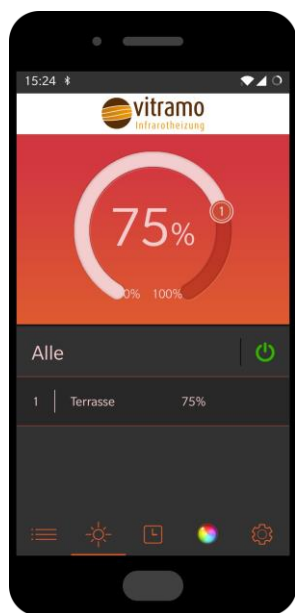 15:24
vitramo
Infrarotheizung
1
75%
0% 100%
Alle
1 Terrasse 75%